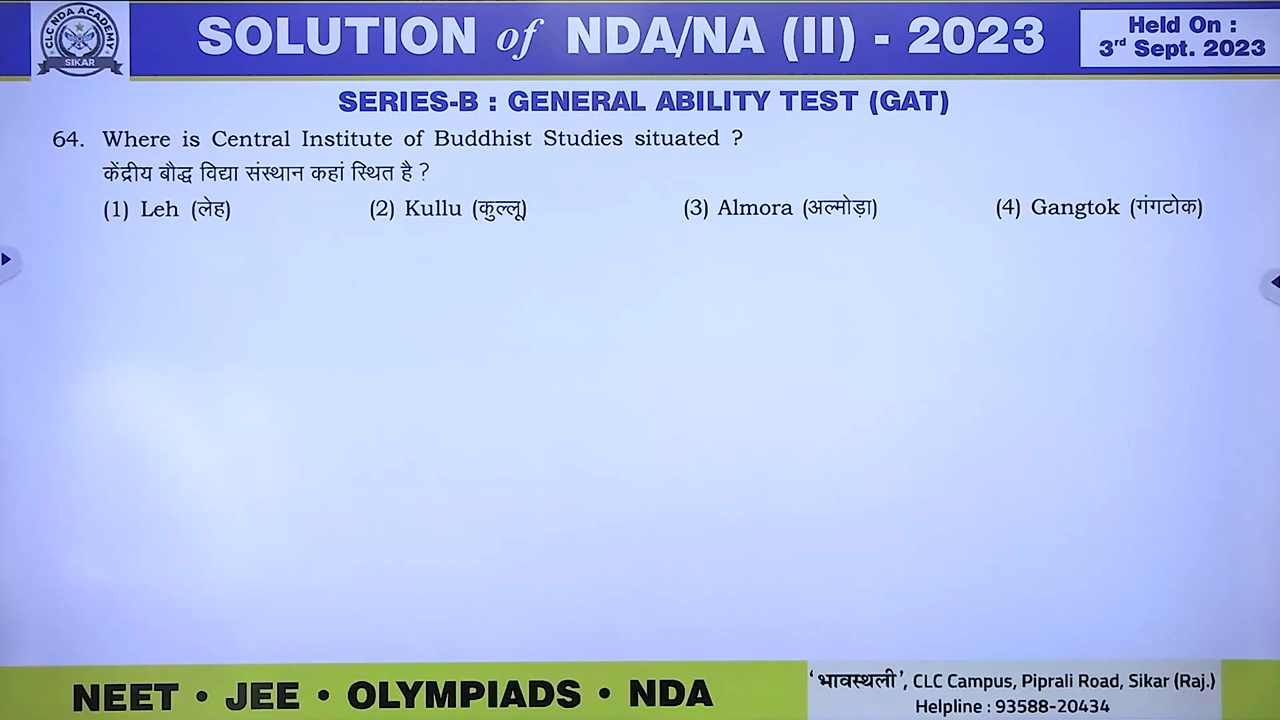 CLC NDA ACADEMY
SIKAR
SOLUTION of NDA/NA (II) - 2023
Held On :
3rd Sept. 2023
SERIES-B : GENERAL ABILITY TEST (GAT)
64. Where is Central Institute of Buddhist Studies situated ?
केंद्रीय बौद्ध विद्या संस्थान कहां स्थित है ?
(1) Leh (लेह) (2) Kullu (कुल्लू) (3) Almora (अल्मोड़ा) (4) Gangtok (गंगटोक)
NEET • JEE • OLYMPIADS • NDA
'भावस्थली', CLC Campus, Piprali Road, Sikar (Raj.)
Helpline : 93588-20434